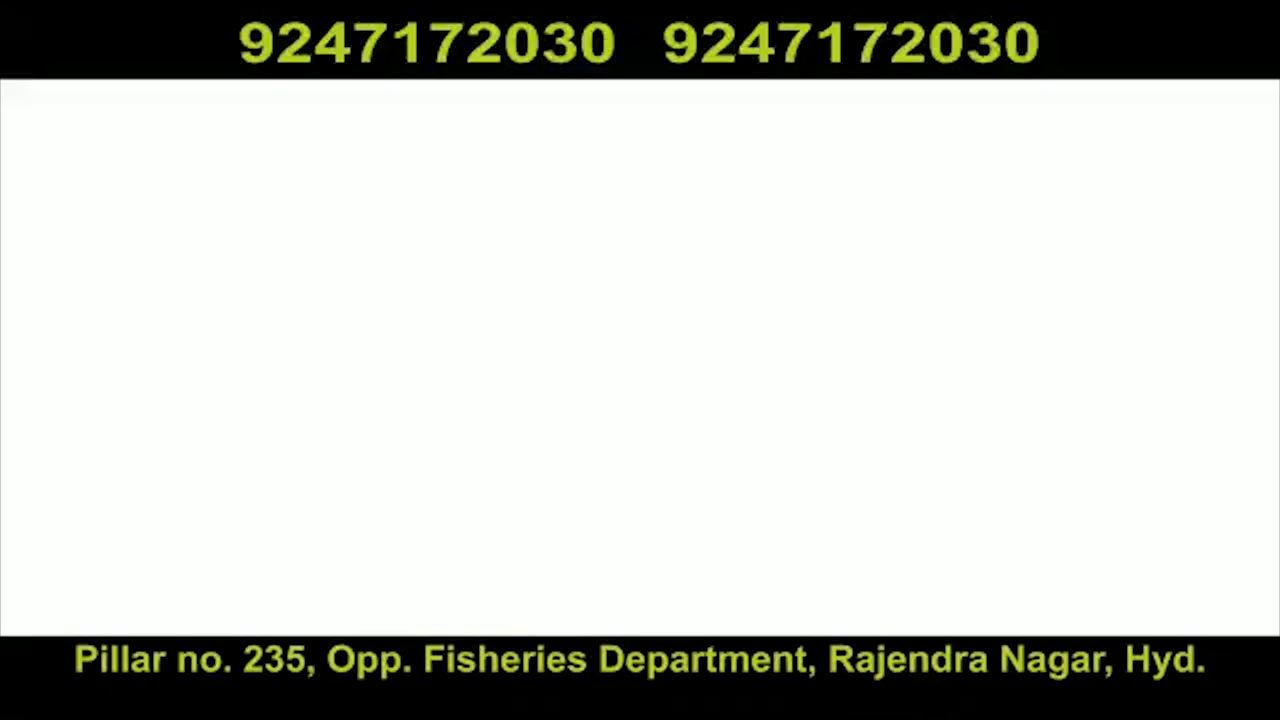 9247172030 9247172030
Pillar no. 235, Opp. Fisheries Department, Rajendra Nagar, Hyd.